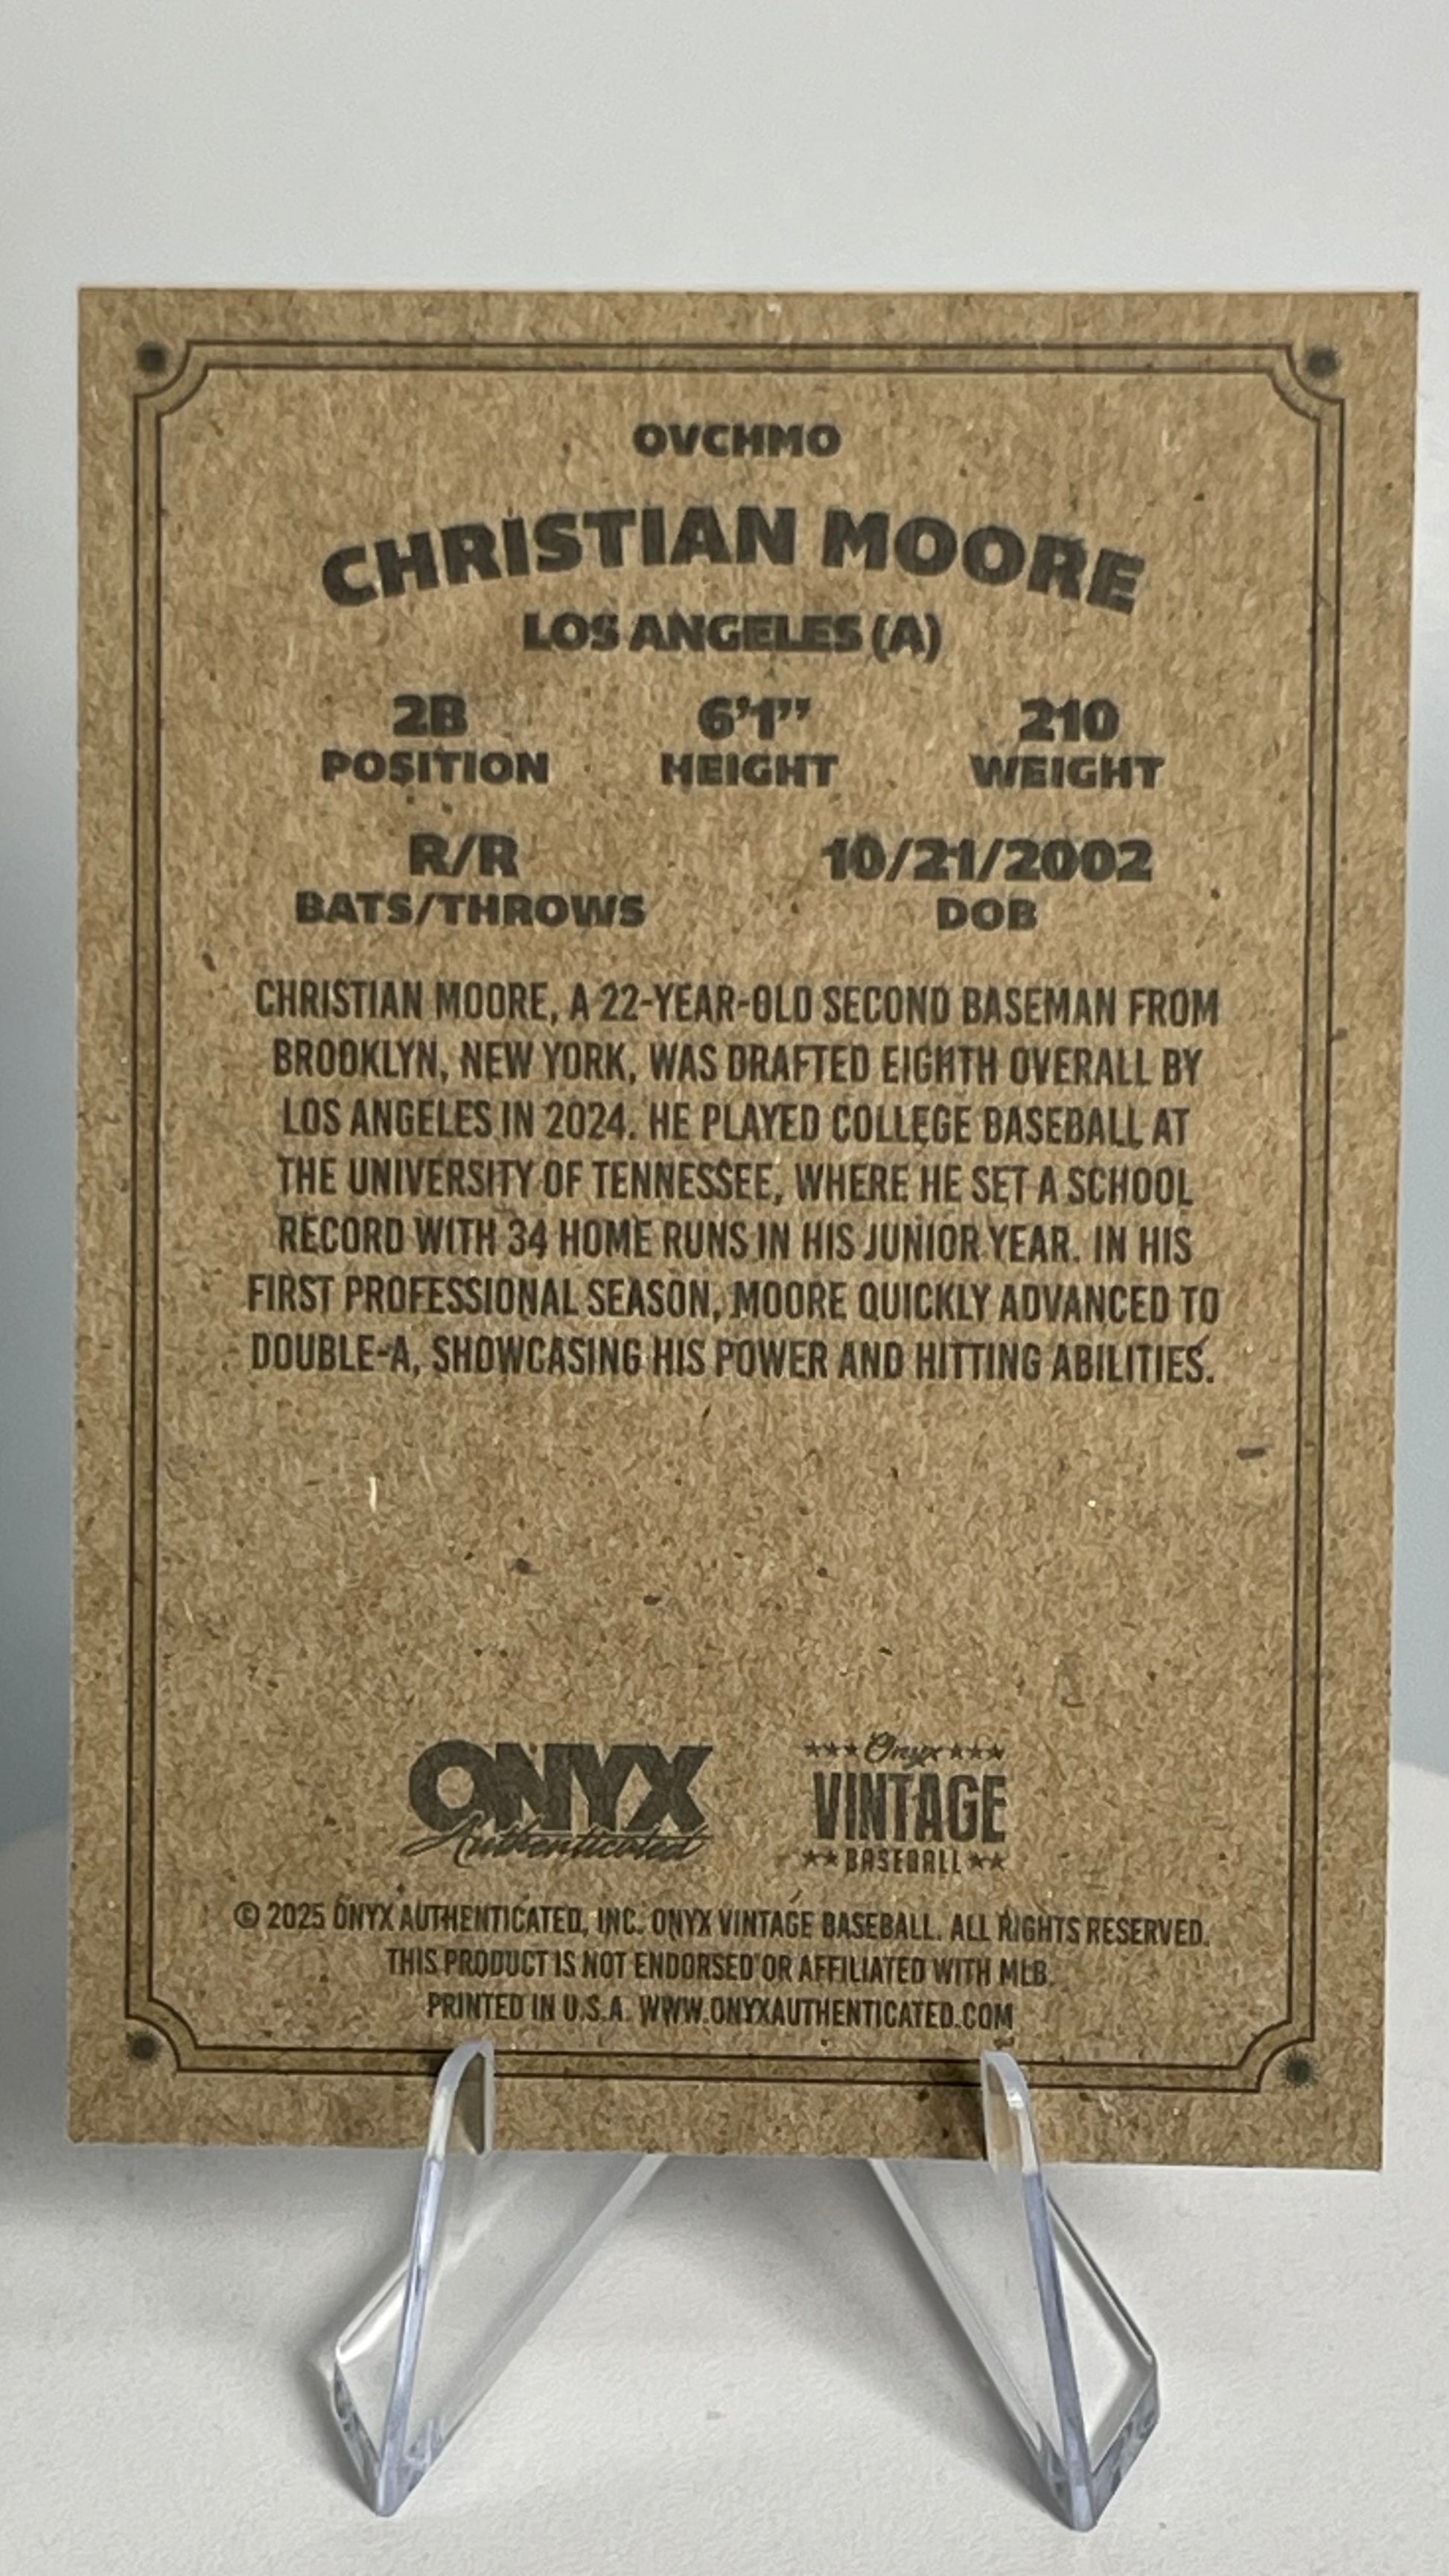 OVCHMO
CHRISTIAN MOORE
LOS ANGELES (A)
2B 6'1" 210
POSITION HEIGHT WEIGHT
R/R 10/21/2002
BATS/THROWS DOB
CHRISTIAN MOORE, A 22-YEAR-OLD SECOND BASEMAN FROM
BROOKLYN, NEW YORK, WAS DRAFTED EIGHTH OVERALL BY
LOS ANGELES IN 2024. HE PLAYED COLLEGE BASEBALL AT
THE UNIVERSITY OF TENNESSEE, WHERE HE SET A SCHOOL
RECORD WITH 34 HOME RUNS IN HIS JUNIOR YEAR. IN HIS
FIRST PROFESSIONAL SEASON, MOORE QUICKLY ADVANCED TO
DOUBLE-A, SHOWCASING HIS POWER AND HITTING ABILITIES.
ONYX
Authenticated
Onyx
VINTAGE
BASEBALL
© 2025 ONYX AUTHENTICATED, INC. ONYX VINTAGE BASEBALL. ALL RIGHTS RESERVED.
THIS PRODUCT IS NOT ENDORSED OR AFFILIATED WITH MLB.
PRINTED IN U.S.A. WWW.ONYXAUTHENTICATED.COM